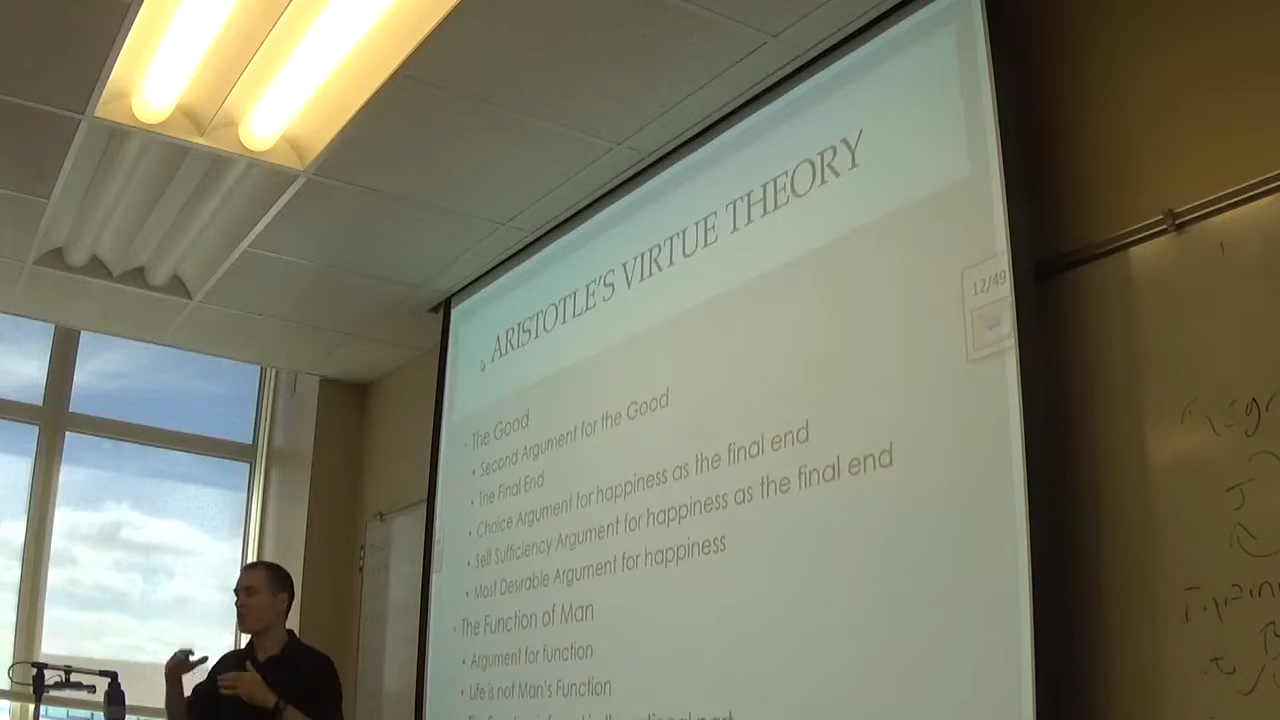 ARISTOTLE'S VIRTUE THEORY
12/49
The Good
Second Argument for the Good
The Final End
Choice Argument for happiness as the final end
Self Sufficiency Argument for happiness as the final end
Most Desirable Argument for happiness
The Function of Man
Argument for function
Life is not Man's Function